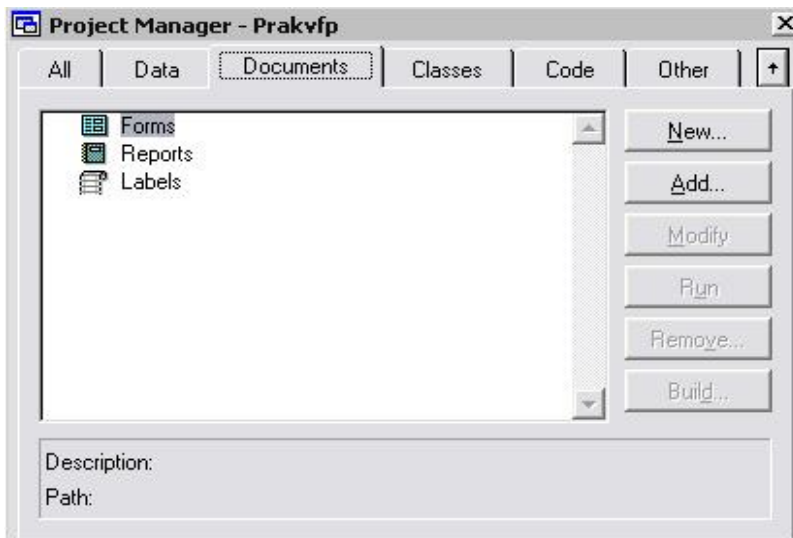 Project Manager - Prakvfp
All Data Documents Classes Code Other
Forms
Reports
Labels
New...
Add...
Modify
Run
Remove...
Build...
Description:
Path: